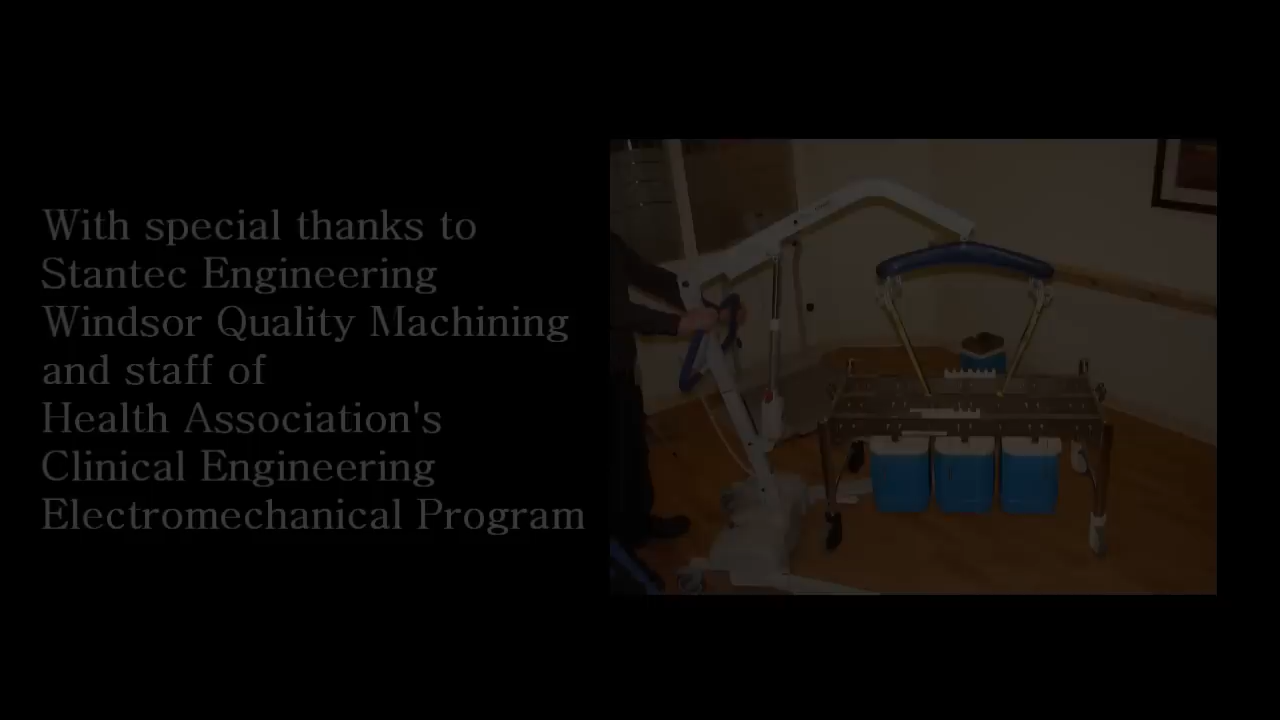 With special thanks to
Stantec Engineering
Windsor Quality Machining
and staff of
Health Association's
Clinical Engineering
Electromechanical Program